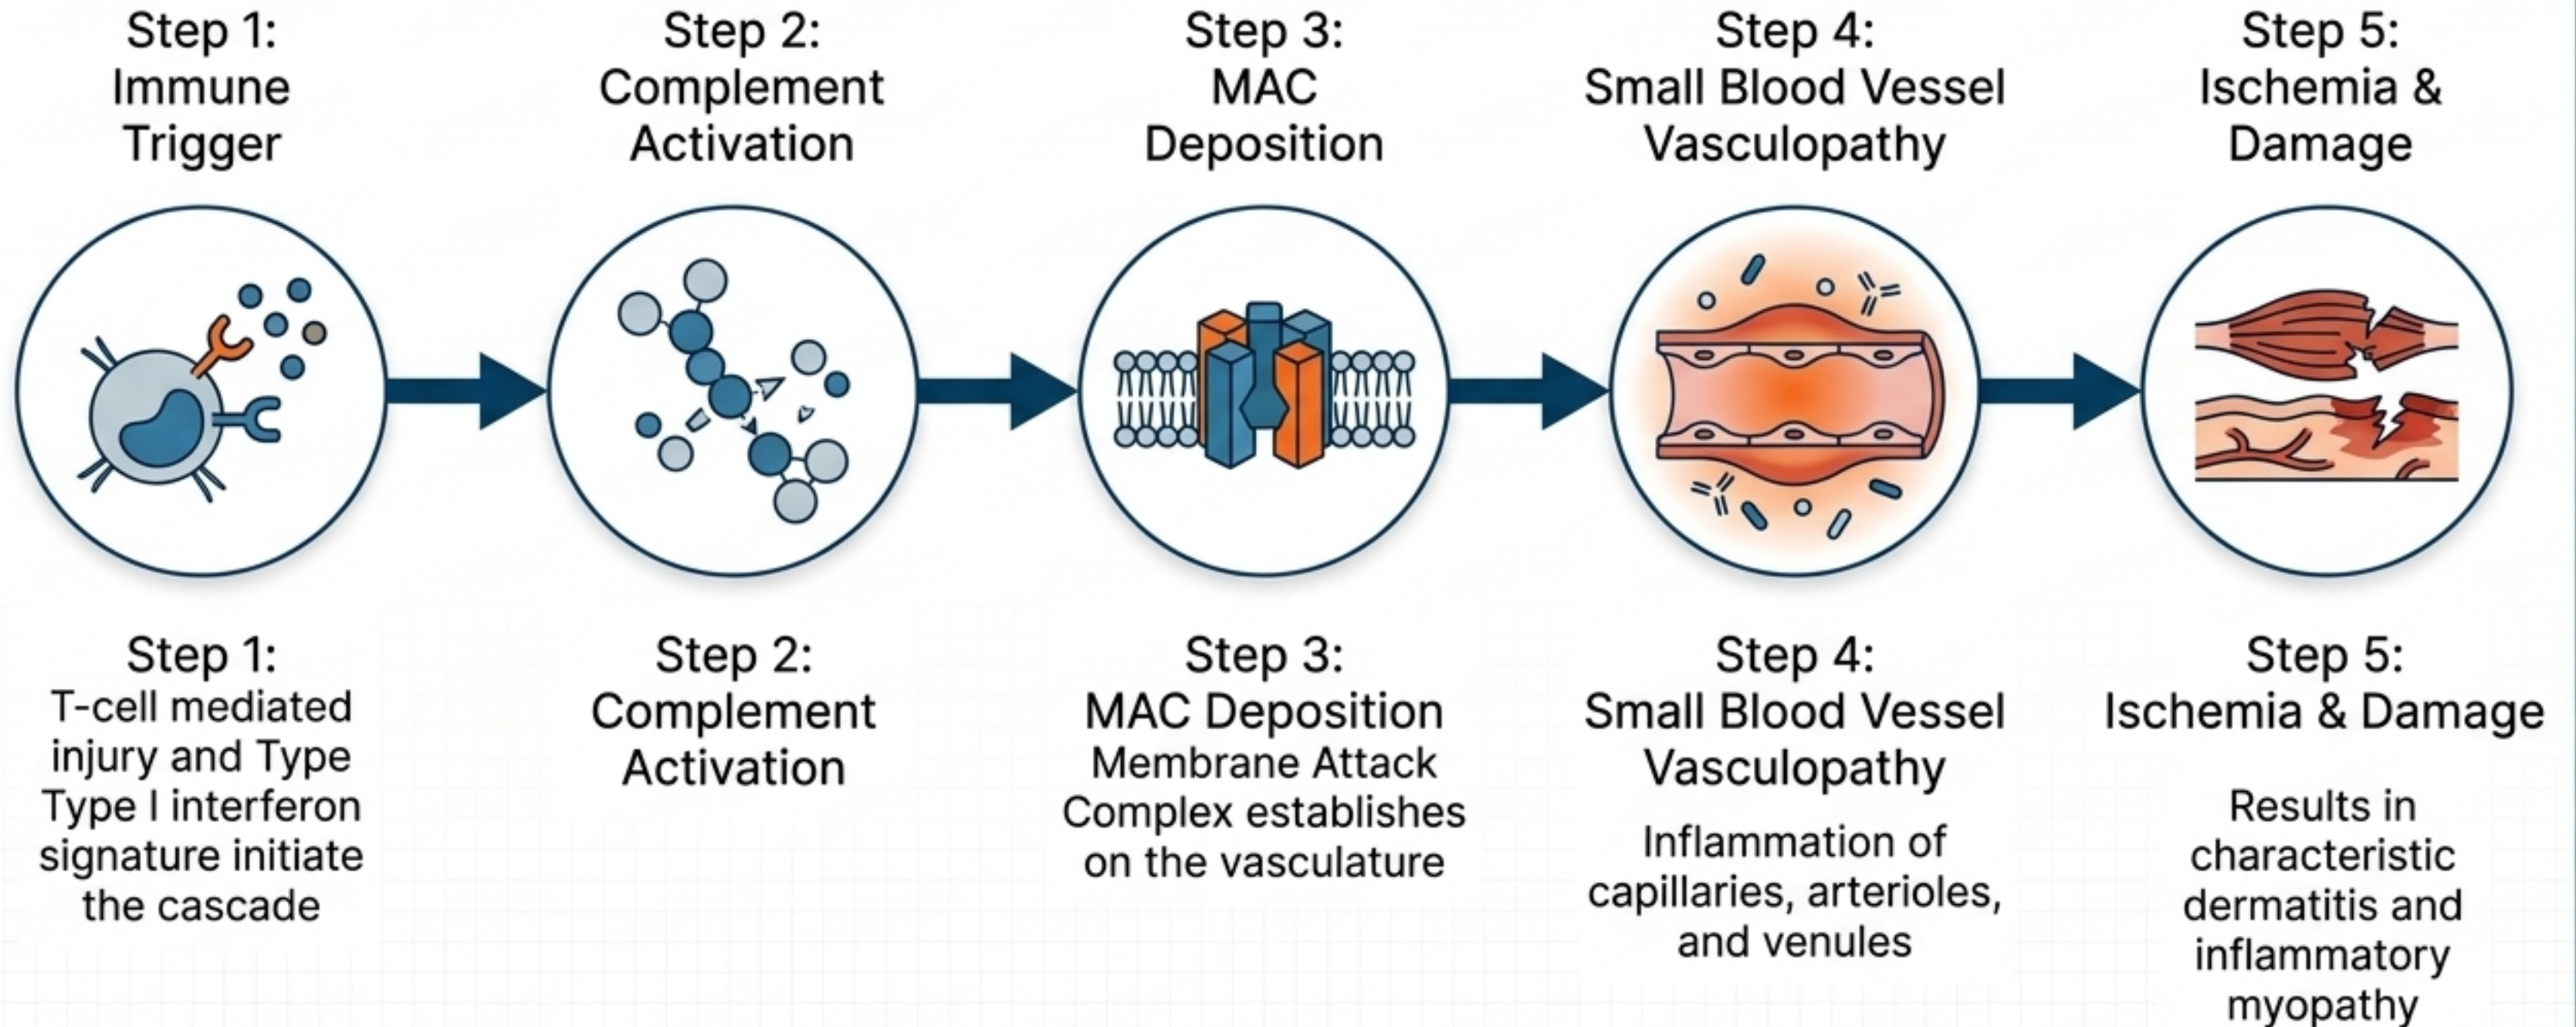 Step 1:
Immune
Trigger
Step 2:
Complement
Activation
Step 3:
MAC
Deposition
Step 4:
Small Blood Vessel
Vasculopathy
Step 5:
Ischemia &
Damage
Step 1:
T-cell mediated
injury and Type
Type I interferon
signature initiate
the cascade
Step 2:
Complement
Activation
Step 3:
MAC Deposition
Membrane Attack
Complex establishes
on the vasculature
Step 4:
Small Blood Vessel
Vasculopathy
Inflammation of
capillaries, arterioles,
and venules
Step 5:
Ischemia & Damage
Results in
characteristic
dermatitis and
inflammatory
myopathy